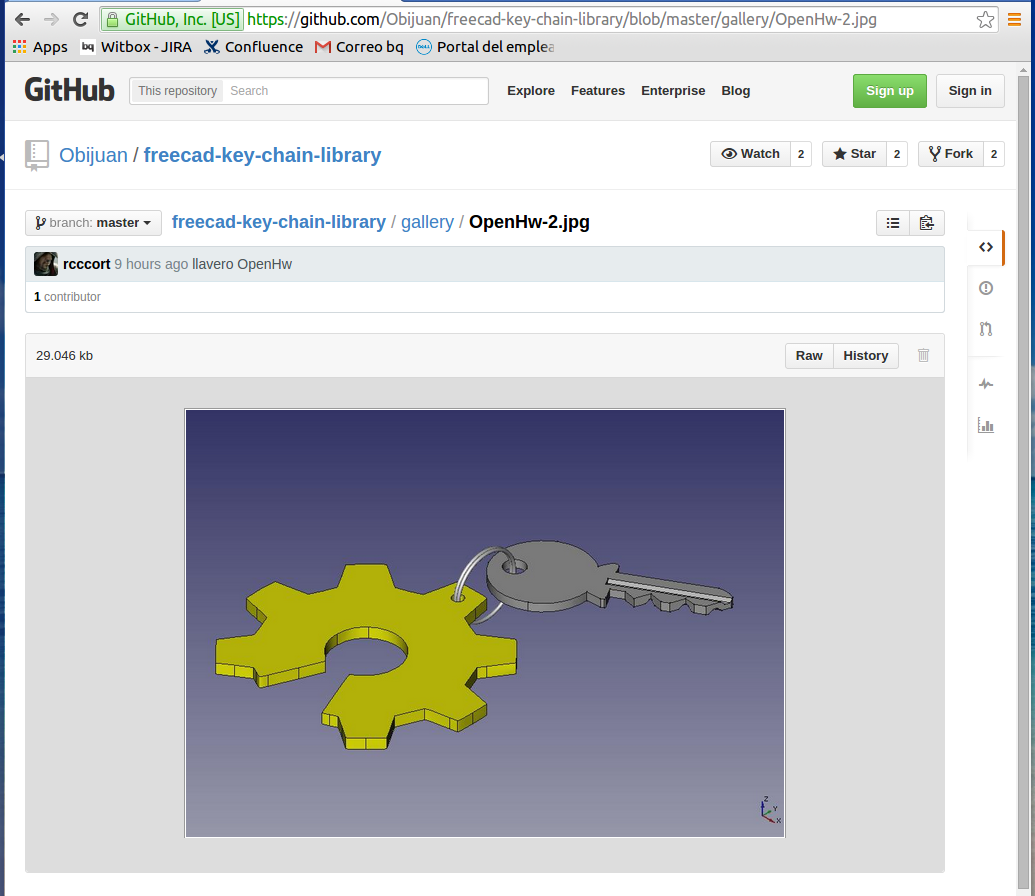 GitHub, Inc. [US] https://github.com/Obijuan/freecad-key-chain-library/blob/master/gallery/OpenHw-2.jpg
Apps bq Witbox - JIRA Confluence Correo bq DELL Portal del emplea
GitHub This repository Search Explore Features Enterprise Blog Sign up Sign in
Obijuan / freecad-key-chain-library Watch 2 Star 2 Fork 2
branch: master freecad-key-chain-library / gallery / OpenHw-2.jpg
rcccort 9 hours ago llavero OpenHw
1 contributor
29.046 kb Raw History
Z
Y
X